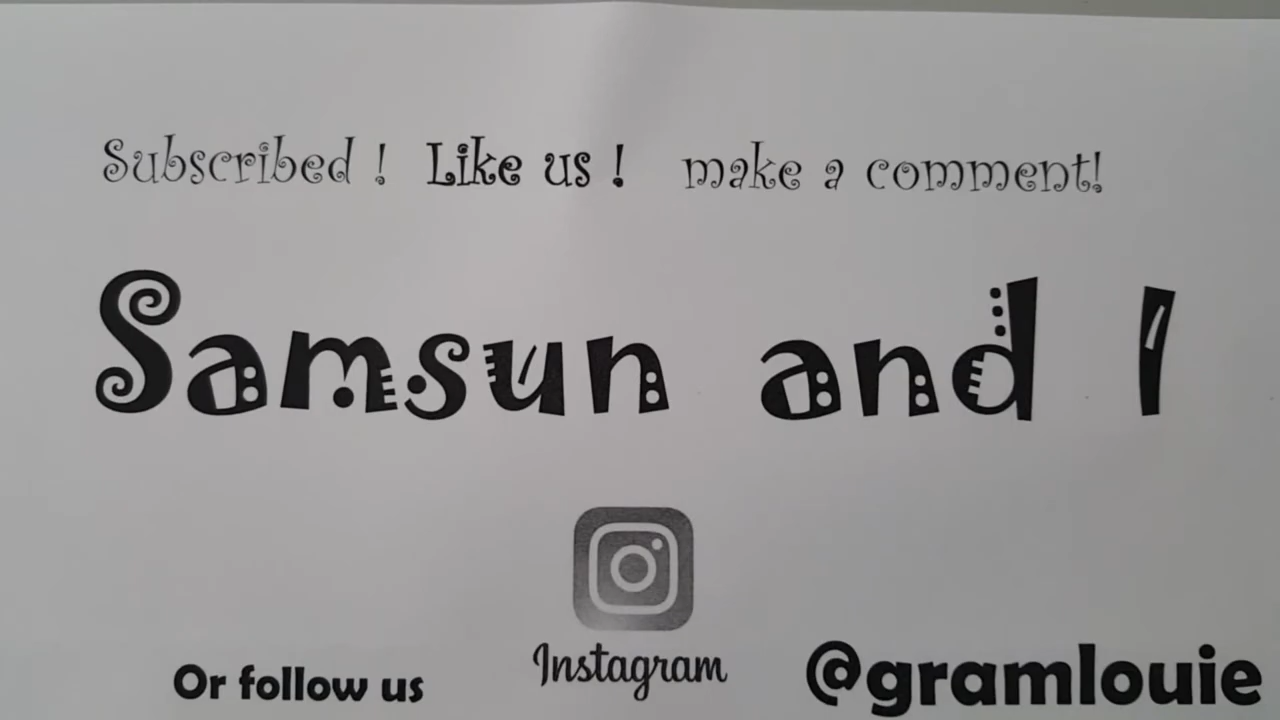 Subscribed ! Like us ! make a comment!
Samsun and I
Instagram
Or follow us @gramlouie